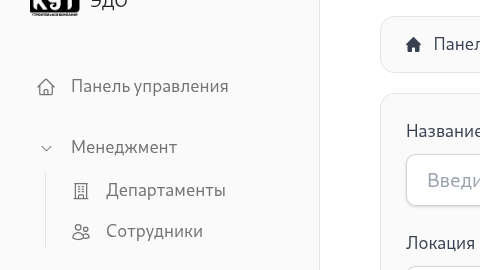 ЭДО
Панель управления
Менеджмент
Департаменты
Сотрудники
Панел
Название
Введи
Локация